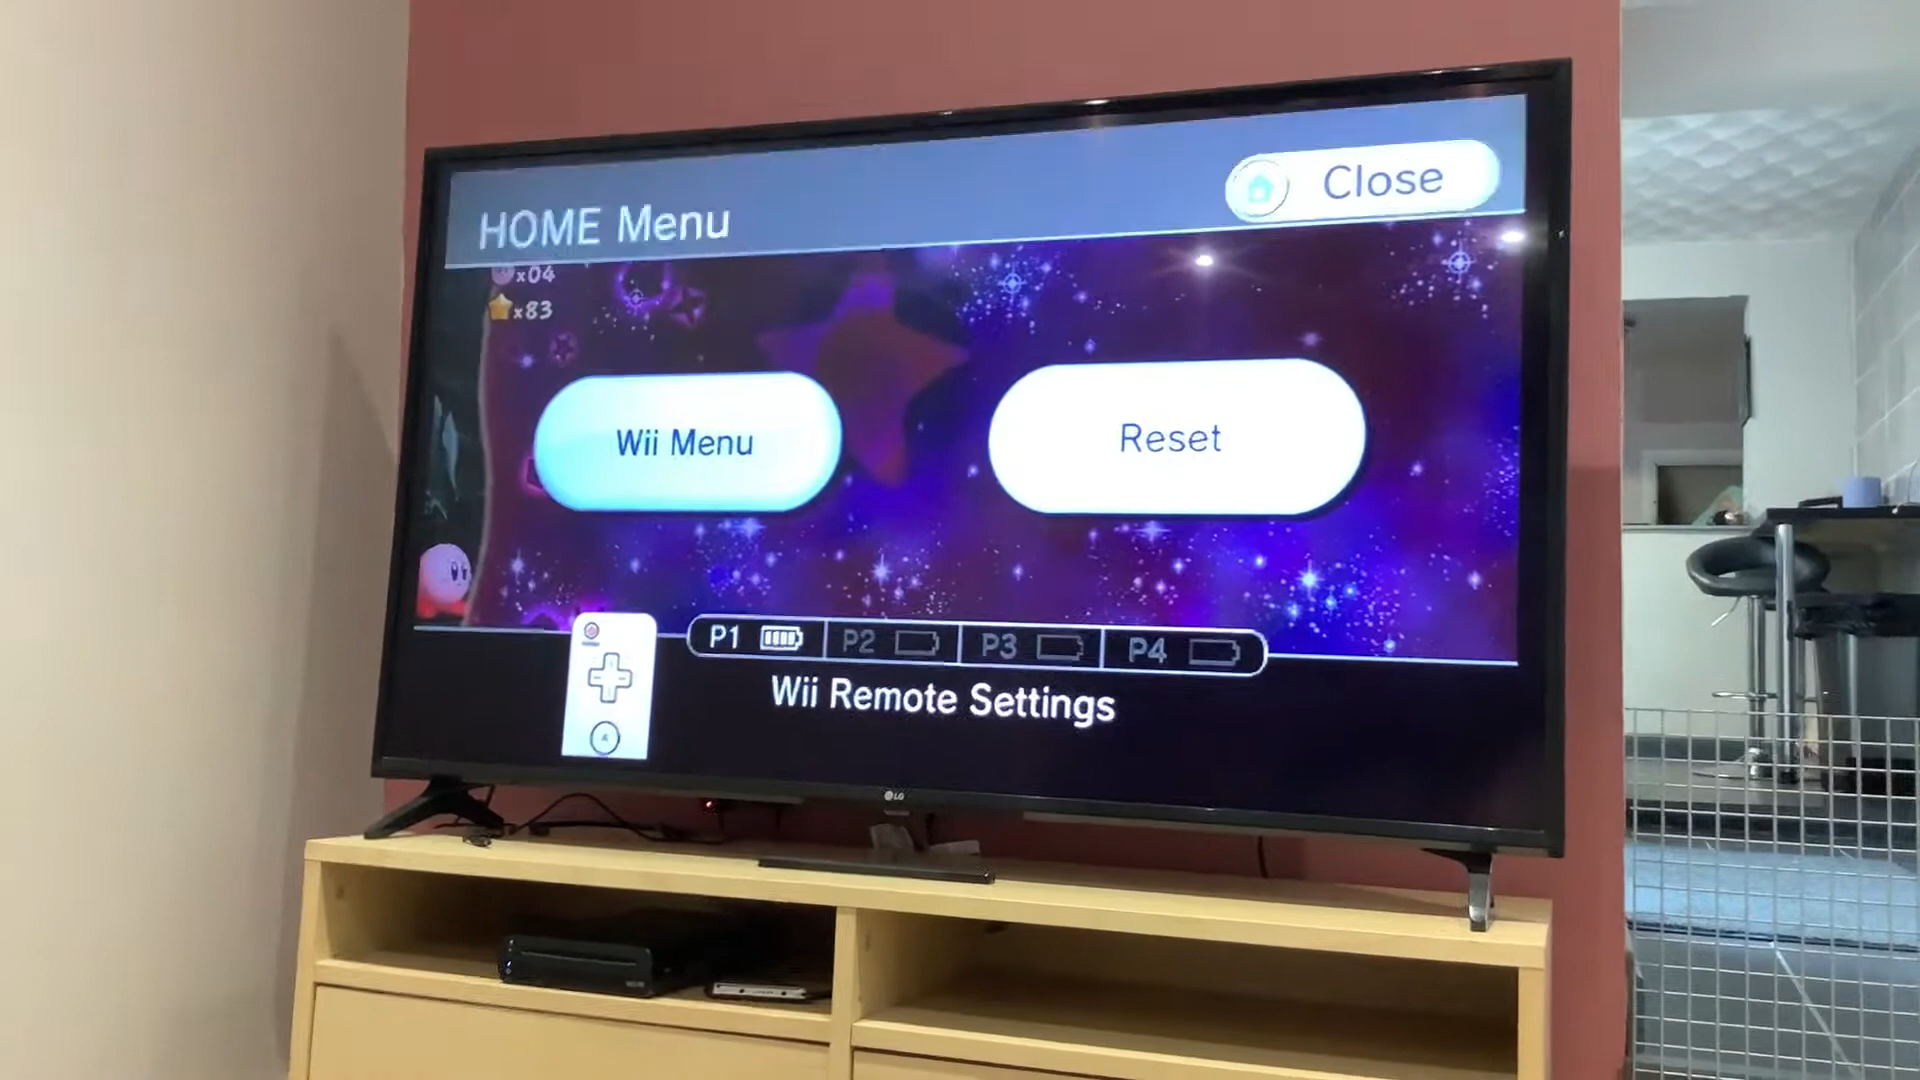 HOME Menu
Close
x04
x83
Wii Menu
Reset
P1
P2
P3
P4
Wii Remote Settings
A
LG